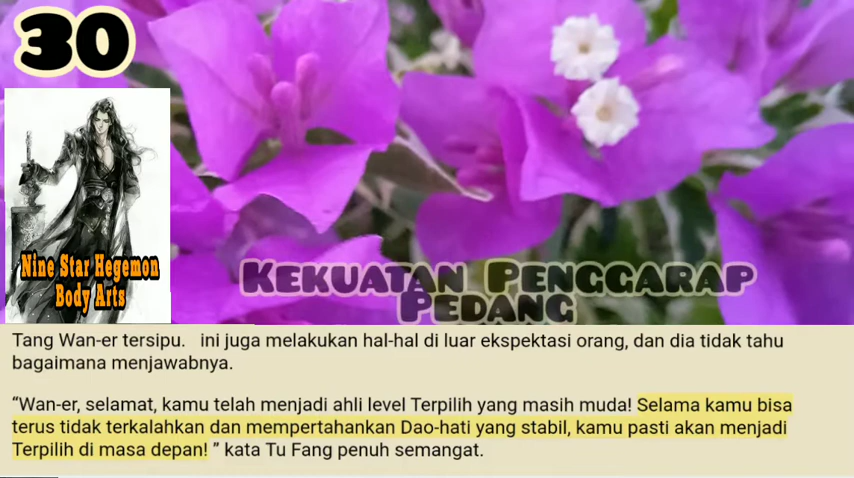 30
Nine Star Hegemon
Body Arts
Kekuatan Penggarap
Pedang
Tang Wan-er tersipu. ini juga melakukan hal-hal di luar ekspektasi orang, dan dia tidak tahu
bagaimana menjawabnya.
“Wan-er, selamat, kamu telah menjadi ahli level Terpilih yang masih muda! Selama kamu bisa
terus tidak terkalahkan dan mempertahankan Dao-hati yang stabil, kamu pasti akan menjadi
Terpilih di masa depan! ” kata Tu Fang penuh semangat.